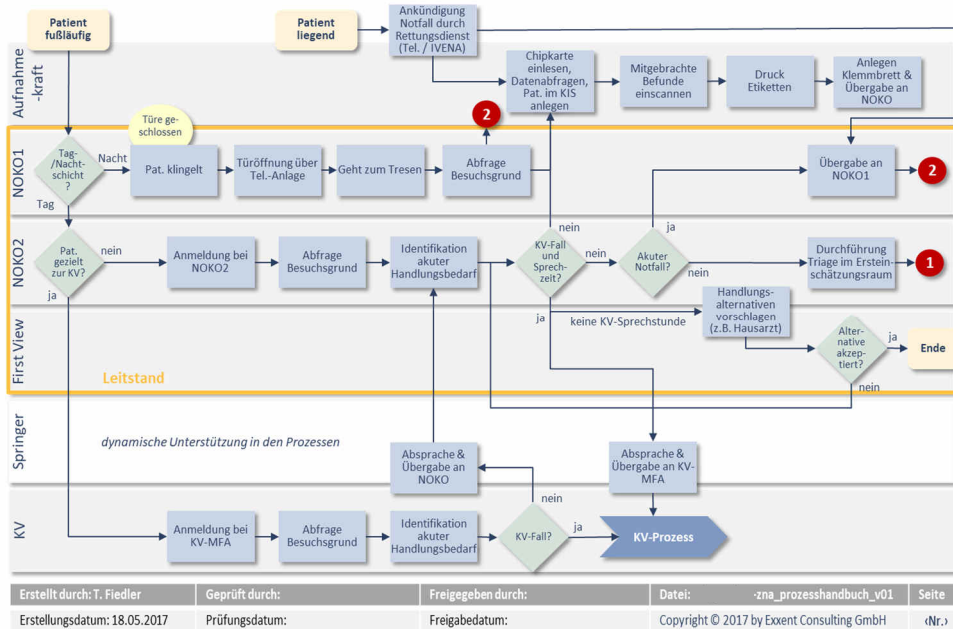 Patient
fußläufig
Patient
liegend
Ankündigung
Notfall durch
Rettungsdienst
(Tel. / IVENA)
Aufnahme
-kraft
Chipkarte
einlesen,
Datenabfragen,
Pat. im KIS
anlegen
Mitgebrachte
Befunde
einscannen
Druck
Etiketten
Anlegen
Klemmbrett &
Übergabe an
NOKO
Türe ge-
schlossen
2
NOKO1
Tag-
/Nacht-
schicht
?
Nacht
Pat. klingelt
Türöffnung über
Tel.-Anlage
Geht zum Tresen
Abfrage
Besuchsgrund
Übergabe an
NOKO1
2
Tag
nein
ja
NOKO2
Pat.
gezielt
zur KV?
nein
Anmeldung bei
NOKO2
Abfrage
Besuchsgrund
Identifikation
akuter
Handlungsbedarf
KV-Fall
und
Sprech-
zeit?
nein
Akuter
Notfall?
nein
Durchführung
Triage im Erstein-
schätzungsraum
1
ja
First View
ja
keine KV-Sprechstunde
Handlungs-
alternativen
vorschlagen
(z.B. Hausarzt)
Alter-
native
akzep-
tiert?
ja
Ende
nein
Leitstand
Springer
dynamische Unterstützung in den Prozessen
Absprache &
Übergabe an
NOKO
Absprache &
Übergabe an KV-
MFA
nein
KV
Anmeldung bei
KV-MFA
Abfrage
Besuchsgrund
Identifikation
akuter
Handlungsbedarf
KV-Fall?
ja
KV-Prozess
Erstellt durch: T. Fiedler
Geprüft durch:
Freigegeben durch:
Datei: -zna_prozesshandbuch_v01
Seite
Erstellungsdatum: 18.05.2017
Prüfungsdatum:
Freigabedatum:
Copyright © 2017 by Exxent Consulting GmbH
‹Nr.›